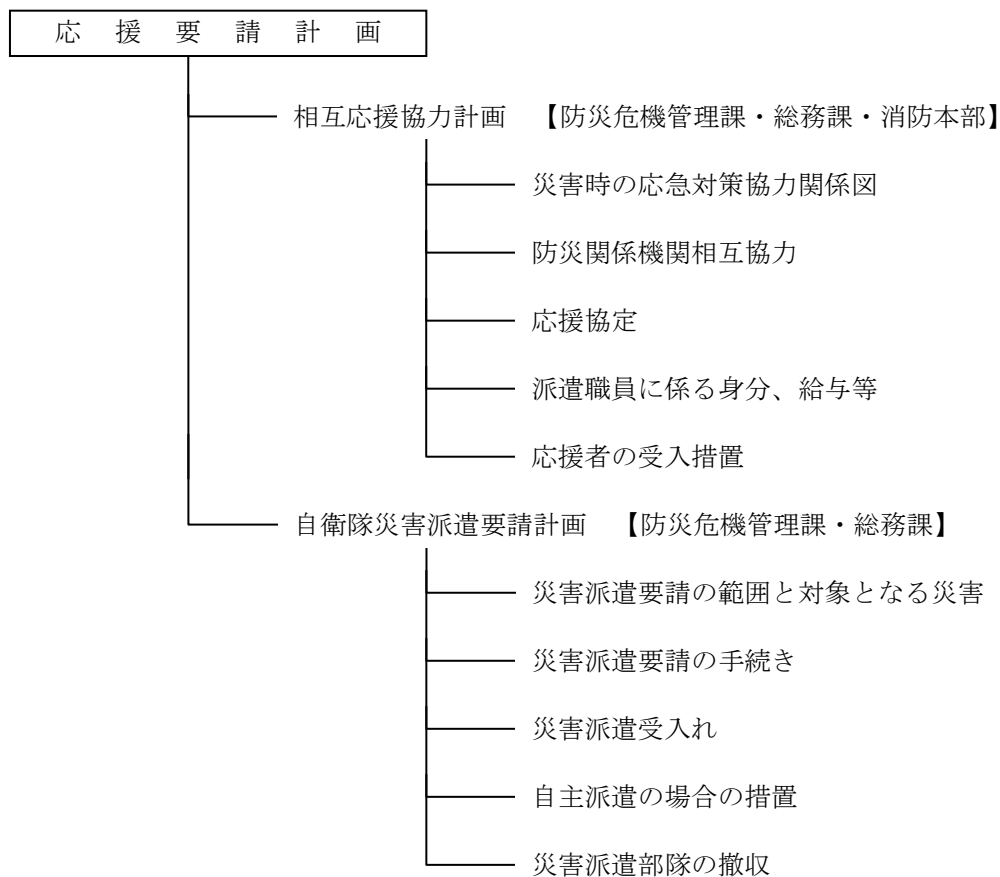 応援要請計画
相互応援協力計画 【防災危機管理課・総務課・消防本部】
災害時の応急対策協力関係図
防災関係機関相互協力
応援協定
派遣職員に係る身分、給与等
応援者の受入措置
自衛隊災害派遣要請計画 【防災危機管理課・総務課】
災害派遣要請の範囲と対象となる災害
災害派遣要請の手続き
災害派遣受入れ
自主派遣の場合の措置
災害派遣部隊の撤収